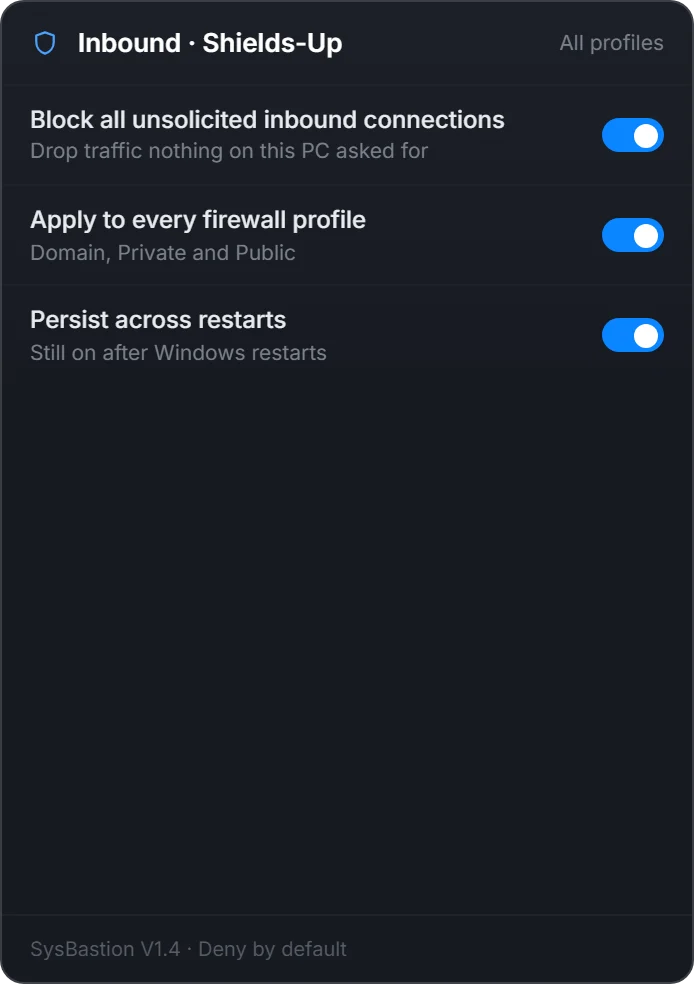 Inbound · Shields-Up
All profiles
Block all unsolicited inbound connections
Drop traffic nothing on this PC asked for
Apply to every firewall profile
Domain, Private and Public
Persist across restarts
Still on after Windows restarts
SysBastion V1.4 · Deny by default